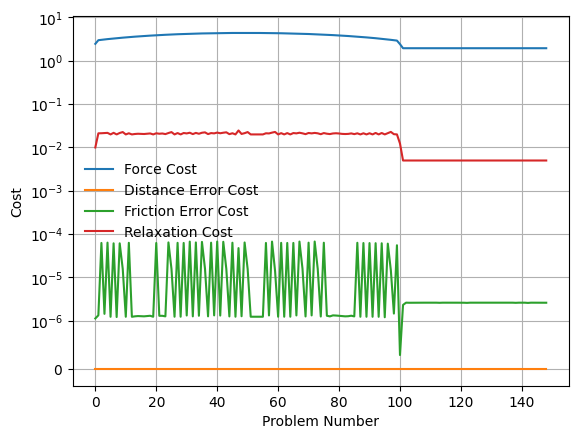 10¹
10⁰
10⁻¹
10⁻²
10⁻³
10⁻⁴
10⁻⁵
10⁻⁶
0
Cost
Force Cost
Distance Error Cost
Friction Error Cost
Relaxation Cost
0 20 40 60 80 100 120 140
Problem Number